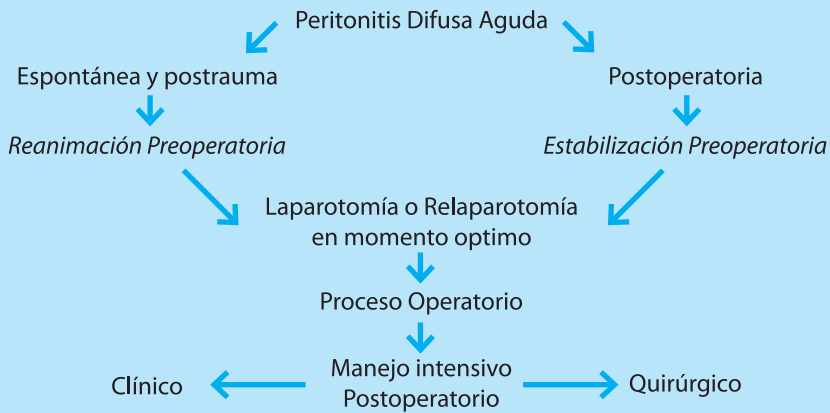 Peritonitis Difusa Aguda
Espontánea y postrauma
Postoperatoria
Reanimación Preoperatoria
Estabilización Preoperatoria
Laparotomía o Relaparotomía
en momento optimo
Proceso Operatorio
Manejo intensivo
Postoperatorio
Clínico
Quirúrgico